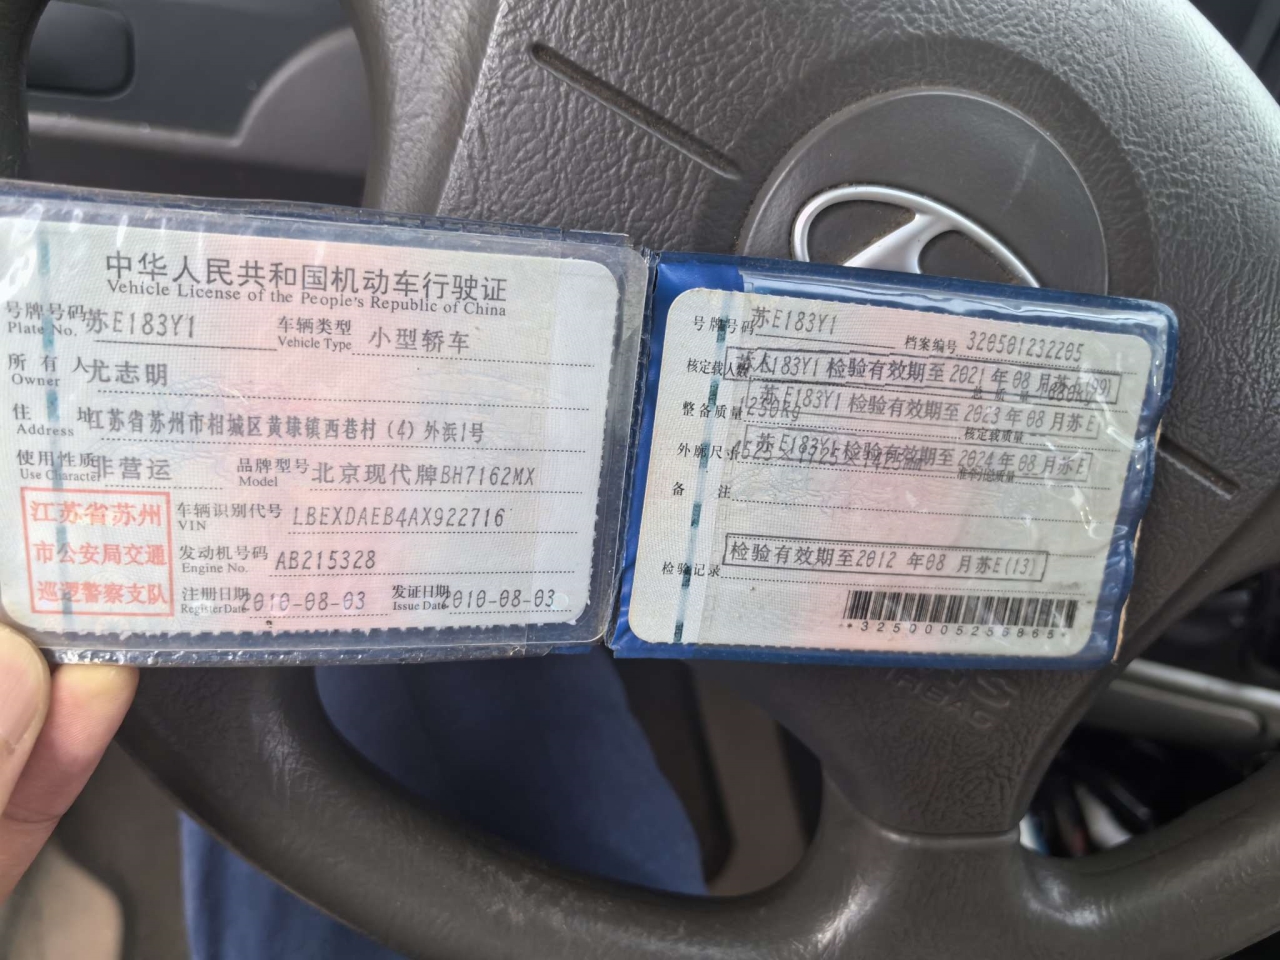 中华人民共和国机动车行驶证
Vehicle License of the People's Republic of China
号牌号码 苏E183Y1 车辆类型 小型轿车
Plate No. Vehicle Type
所有人 尤志明
Owner
住址 江苏省苏州市相城区黄埭镇西巷村(4)外浜1号
Address
使用性质 非营运 品牌型号 北京现代牌BH7162MX
Use Character Model
江苏省苏州
市公安局交通
巡逻警察支队
车辆识别代号 LBEXDAEB4AX922716
VIN
发动机号码 AB215328
Engine No.
注册日期 2010-08-03 发证日期 2010-08-03
Register Date Issue Date
号牌号码 苏E183Y1 档案编号 320501232205
核定载人数
苏E183Y1 检验有效期至2021年08月苏E(99)
整备质量 1230KG
苏E183Y1 检验有效期至2023年08月苏E
核定载质量
外廓尺寸
苏E183Y1 检验有效期至2024年08月苏E
准牵引总质量
备注
检验记录 检验有效期至2012年08月苏E(13)
*3250005255865*